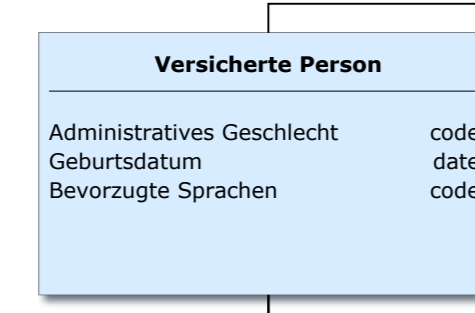 Versicherte Person
Administratives Geschlecht code
Geburtsdatum date
Bevorzugte Sprachen code